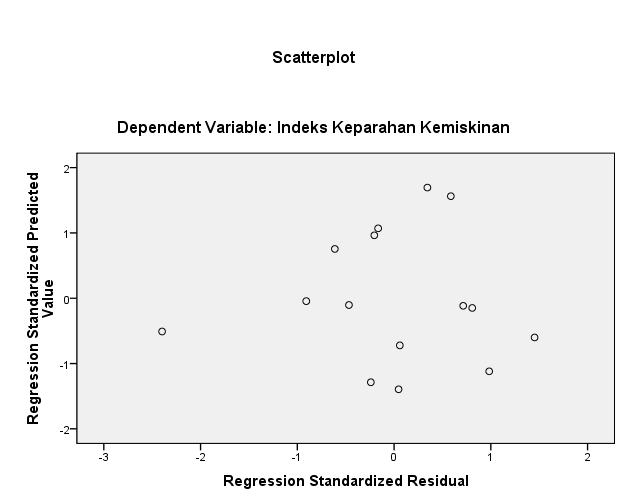 Scatterplot
Dependent Variable: Indeks Keparahan Kemiskinan
Regression Standardized Predicted
Value
2
1
0
-1
-2
-3
-2
-1
0
1
2
Regression Standardized Residual